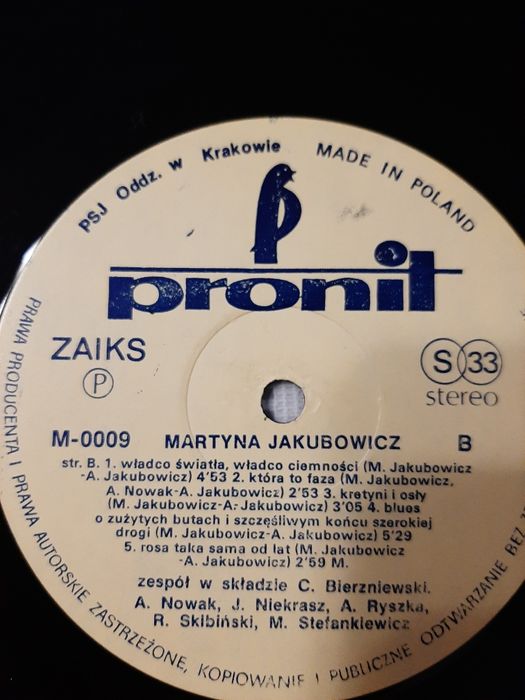 PSJ Oddz. w Krakowie MADE IN POLAND
pronit
ZAIKS
P
S 33
stereo
M-0009 MARTYNA JAKUBOWICZ B
str. B. 1. władco światła, władco ciemności (M. Jakubowicz
-A. Jakubowicz) 4'53 2. która to faza (M. Jakubowicz,
A. Nowak-A. Jakubowicz) 2'53 3. kretyni i osły
(M. Jakubowicz-A. Jakubowicz) 3'05 4. blues
o zużytych butach i szczęśliwym końcu szerokiej
drogi (M. Jakubowicz-A. Jakubowicz) 5'29
5. rosa taka sama od lat (M. Jakubowicz
-A. Jakubowicz) 2'59 M.
zespół w składzie C. Bierzniewski.
A. Nowak, J. Niekrasz, A. Ryszka,
R. Skibiński, M. Stefankiewicz
PRAWA PRODUCENTA I PRAWA AUTORSKIE ZASTRZEŻONE, KOPIOWANIE I PUBLICZNE ODTWARZANIE BEZ